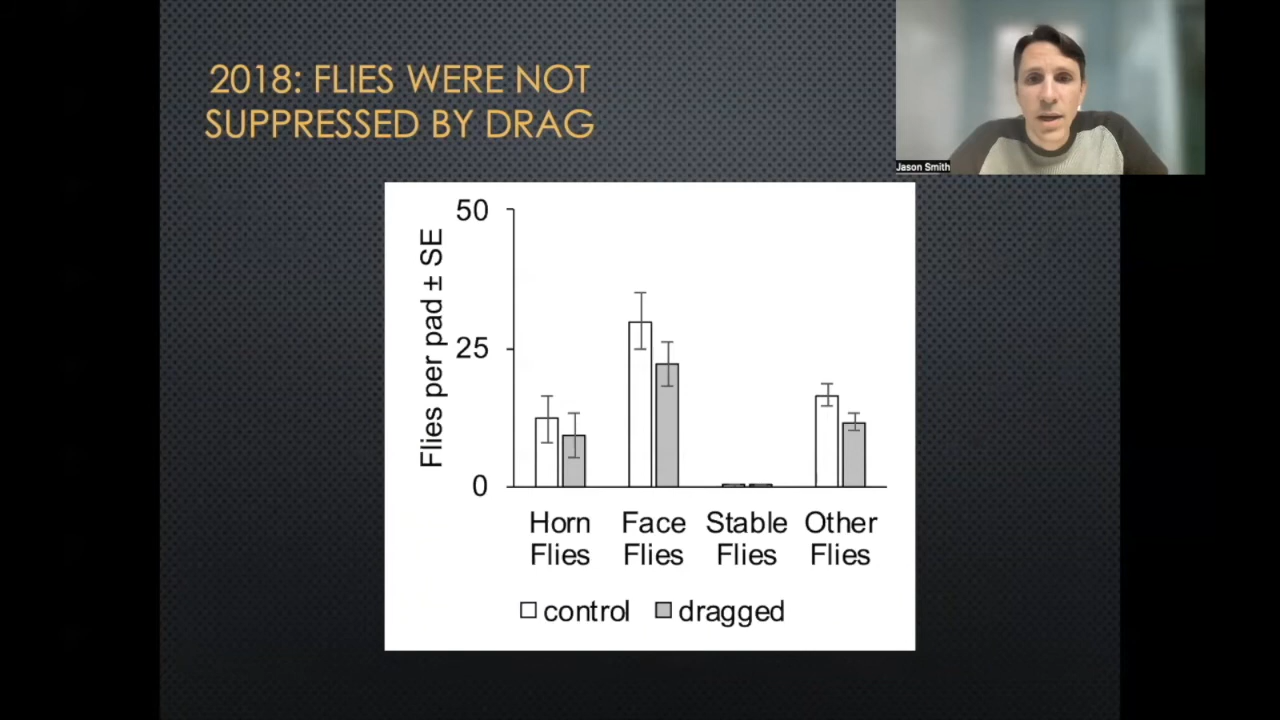 2018: FLIES WERE NOT
SUPPRESSED BY DRAG
Jason Smith
50
25
0
Flies per pad ± SE
Horn Flies
Face Flies
Stable Flies
Other Flies
control
dragged